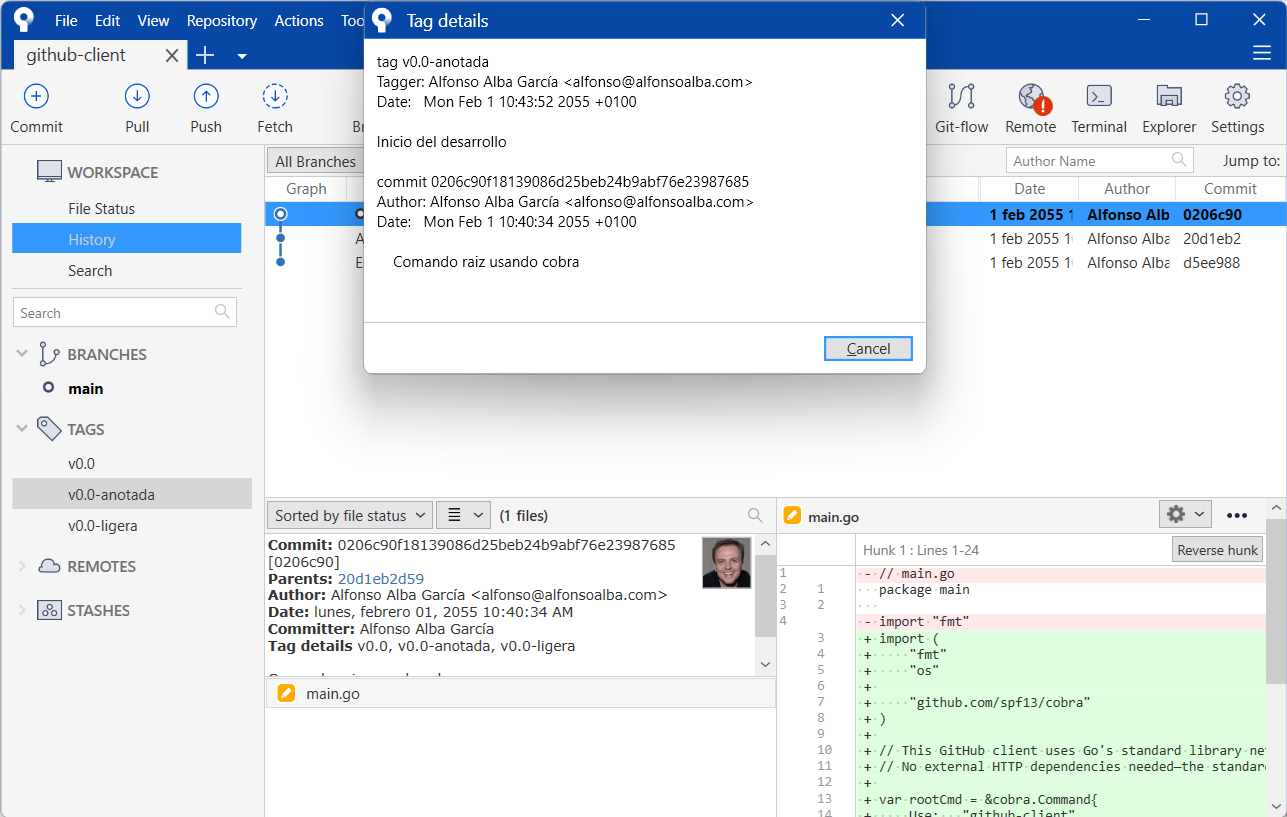 File Edit View Repository Actions
Tag details
github-client
Commit Pull Push Fetch
Git-flow Remote Terminal Explorer Settings
tag v0.0-anotada
Tagger: Alfonso Alba García <alfonso@alfonsoalba.com>
Date: Mon Feb 1 10:43:52 2055 +0100
Inicio del desarrollo
commit 0206c90f18139086d25beb24b9abf76e23987685
Author: Alfonso Alba García <alfonso@alfonsoalba.com>
Date: Mon Feb 1 10:40:34 2055 +0100
Comando raiz usando cobra
Cancel
WORKSPACE
File Status
History
Search
Search
BRANCHES
main
TAGS
v0.0
v0.0-anotada
v0.0-ligera
REMOTES
STASHES
All Branches
Author Name
Jump to:
Graph
Date Author Commit
1 feb 2055 1 Alfonso Alb 0206c90
1 feb 2055 1 Alfonso Alba 20d1eb2
1 feb 2055 1 Alfonso Alba d5ee988
Sorted by file status
(1 files)
Commit: 0206c90f18139086d25beb24b9abf76e23987685
[0206c90]
Parents: 20d1eb2d59
Author: Alfonso Alba García <alfonso@alfonsoalba.com>
Date: lunes, febrero 01, 2055 10:40:34 AM
Committer: Alfonso Alba García
Tag details v0.0, v0.0-anotada, v0.0-ligera
main.go
main.go
Hunk 1 : Lines 1-24
Reverse hunk
1 - // main.go
2 1 package main
3 2
4 - import "fmt"
3 + import (
4 + "fmt"
5 + "os"
6 +
7 + "github.com/spf13/cobra"
8 + )
9 +
10 + // This GitHub client uses Go's standard library ne
11 + // No external HTTP dependencies needed—the standar
12 +
13 + var rootCmd = &cobra.Command{
14 + Use: "github-client"